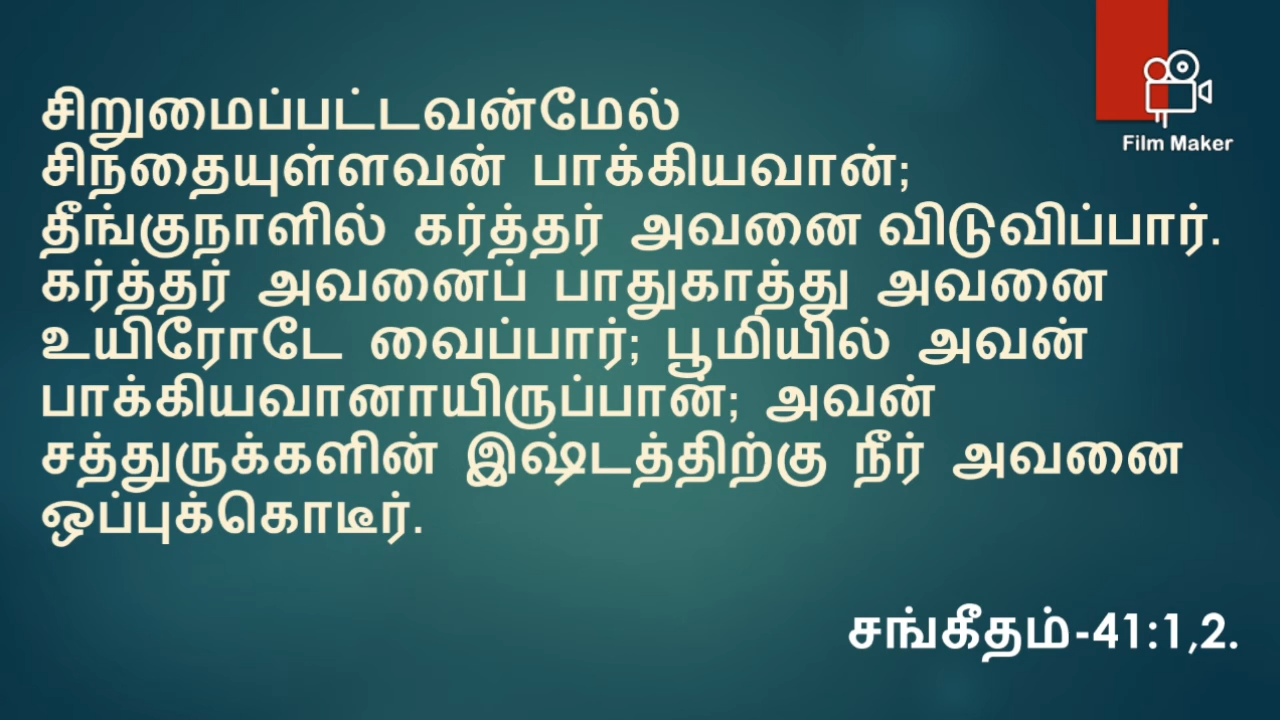 சிறுமைப்பட்டவன்மேல்
சிந்தையுள்ளவன் பாக்கியவான்;
தீங்குநாளில் கர்த்தர் அவனை விடுவிப்பார்.
கர்த்தர் அவனைப் பாதுகாத்து அவனை
உயிரோடே வைப்பார்; பூமியில் அவன்
பாக்கியவானாயிருப்பான்; அவன்
சத்துருக்களின் இஷ்டத்திற்கு நீர் அவனை
ஒப்புக்கொடீர்.
சங்கீதம்-41:1,2.
Film Maker